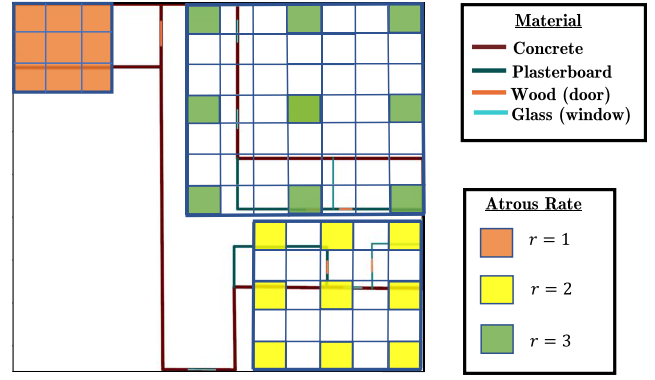 Material
Concrete
Plasterboard
Wood (door)
Glass (window)
Atrous Rate
r = 1
r = 2
r = 3